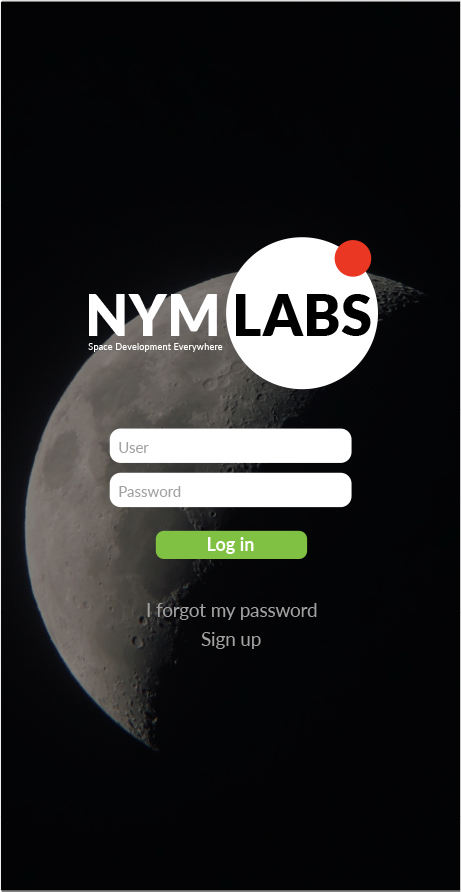 NYM LABS
Space Development Everywhere
User
Password
Log in
I forgot my password
Sign up